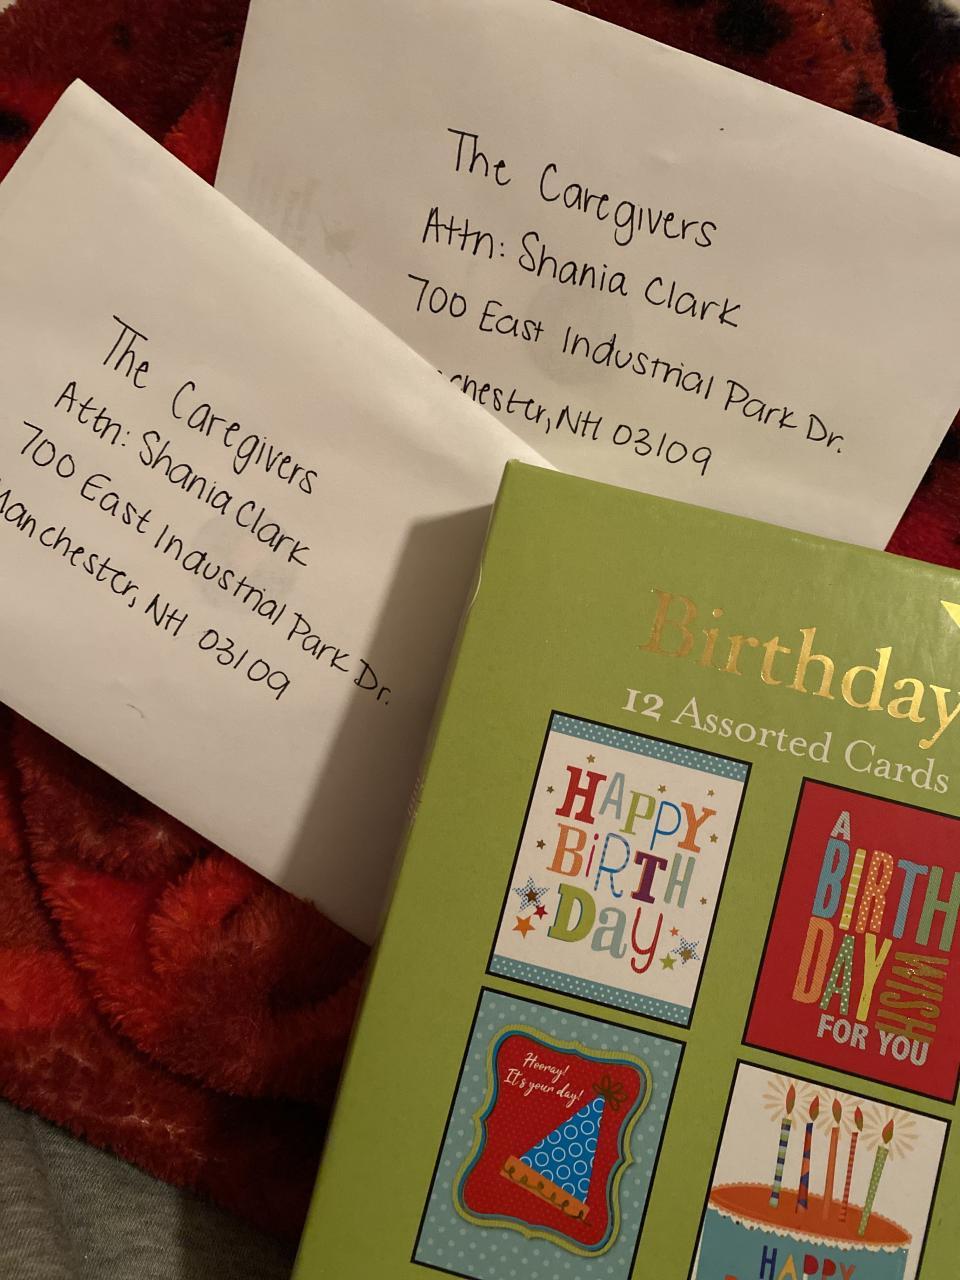 The Caregivers
Attn: Shania Clark
700 East Industrial Park Dr.
chester, NH 03109
The Caregivers
Attn: Shania Clark
700 East Industrial Park Dr.
Manchester, NH 03109
Birthday
12 Assorted Cards
HAPPY
BiRTH
Day
A
BIRTH
DAY
WISH
FOR YOU
Hooray!
It's your day!
HAPPY